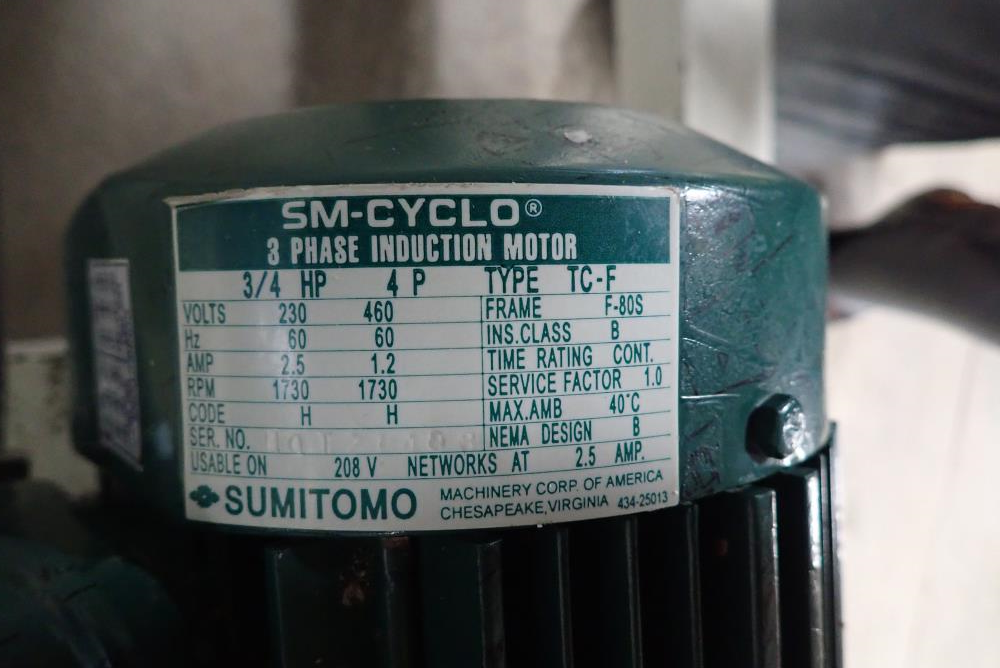 SM-CYCLO®
3 PHASE INDUCTION MOTOR
3/4 HP 4 P TYPE TC-F
VOLTS 230 460 FRAME F-80S
Hz 60 60 INS.CLASS B
AMP 2.5 1.2 TIME RATING CONT.
RPM 1730 1730 SERVICE FACTOR 1.0
CODE H H MAX.AMB 40°C
SER. NO. NEMA DESIGN B
USABLE ON 208 V NETWORKS AT 2.5 AMP.
SUMITOMO MACHINERY CORP. OF AMERICA
CHESAPEAKE, VIRGINIA 434-25013